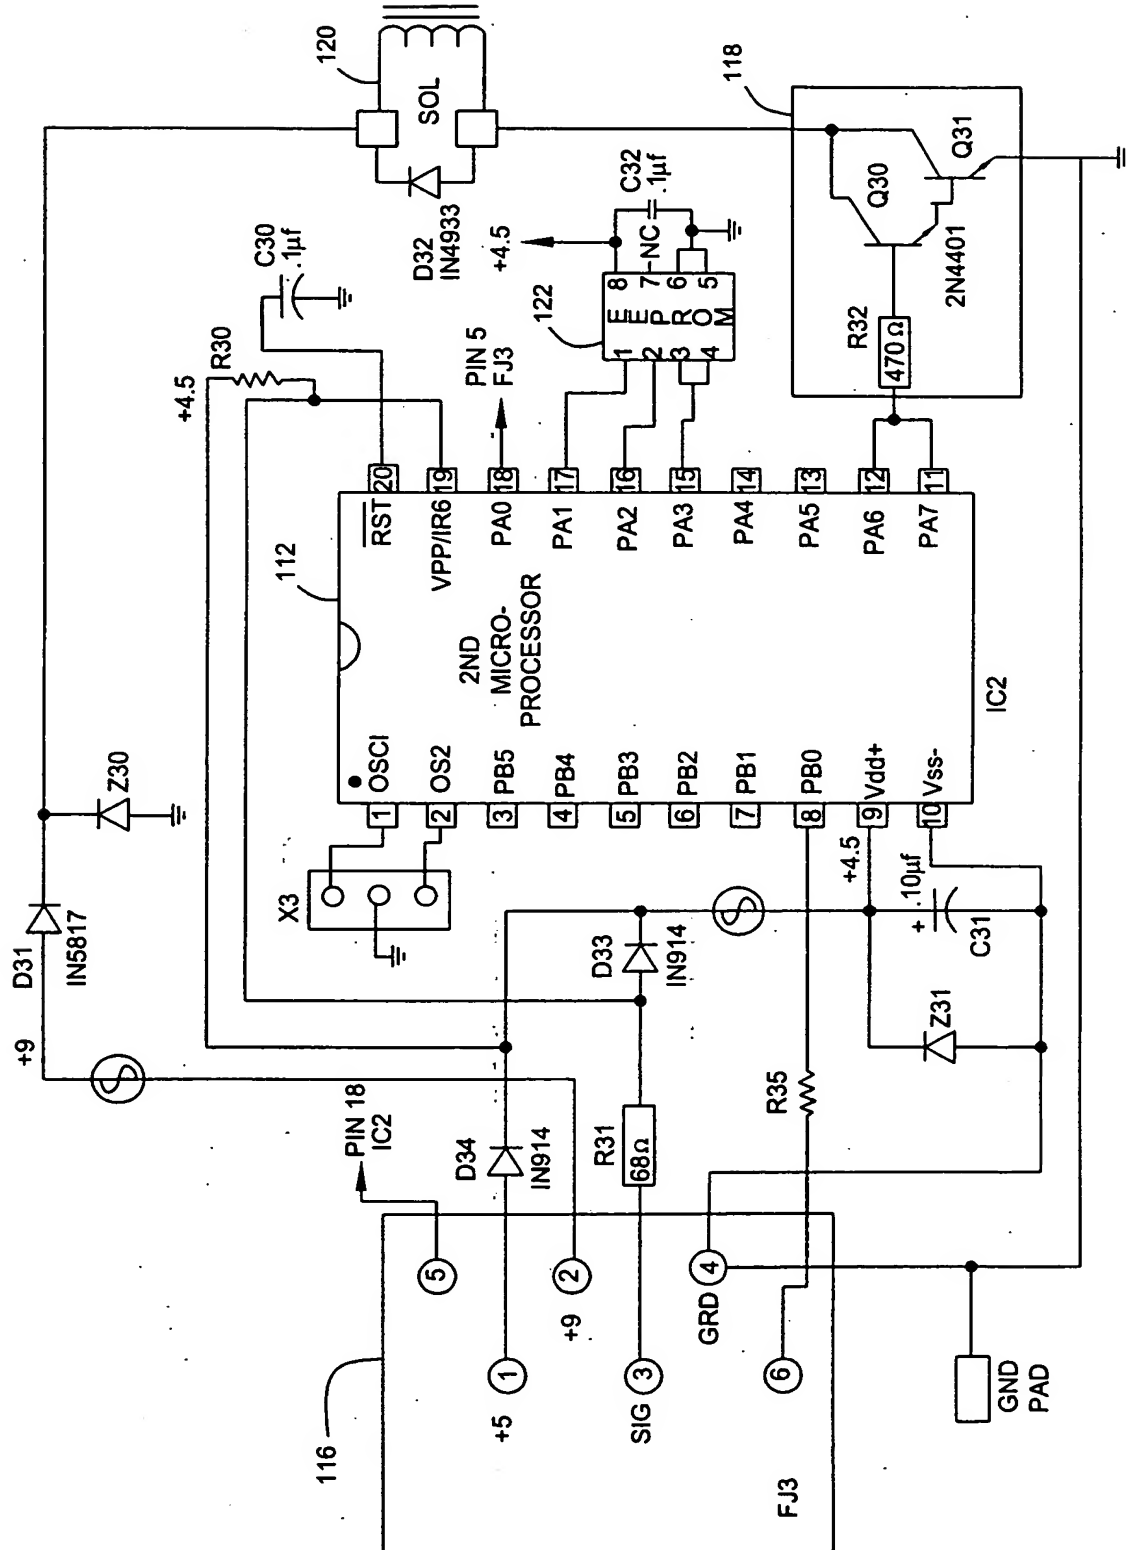 120
SOL
118
D32
IN4933
C30
.1µf
R30
+4.5
+4.5
C32
.1µf
NC
8
7
6
5
EEPROM
1
2
3
4
122
PIN 5
FJ3
Q30
Q31
2N4401
R32
470Ω
20
19
18
17
16
15
14
13
12
11
RST
VPP/IR6
PA0
PA1
PA2
PA3
PA4
PA5
PA6
PA7
112
2ND
MICRO-
PROCESSOR
IC2
OSCI
OS2
PB5
PB4
PB3
PB2
PB1
PB0
Vdd+
Vss-
1
2
3
4
5
6
7
8
9
10
Z30
X3
D31
IN5817
+9
D33
IN914
+4.5
+ .10µf
C31
Z31
R35
PIN 18
IC2
D34
IN914
R31
68Ω
5
2
+9
4
GRD
1
+5
3
SIG
6
116
FJ3
GND
PAD